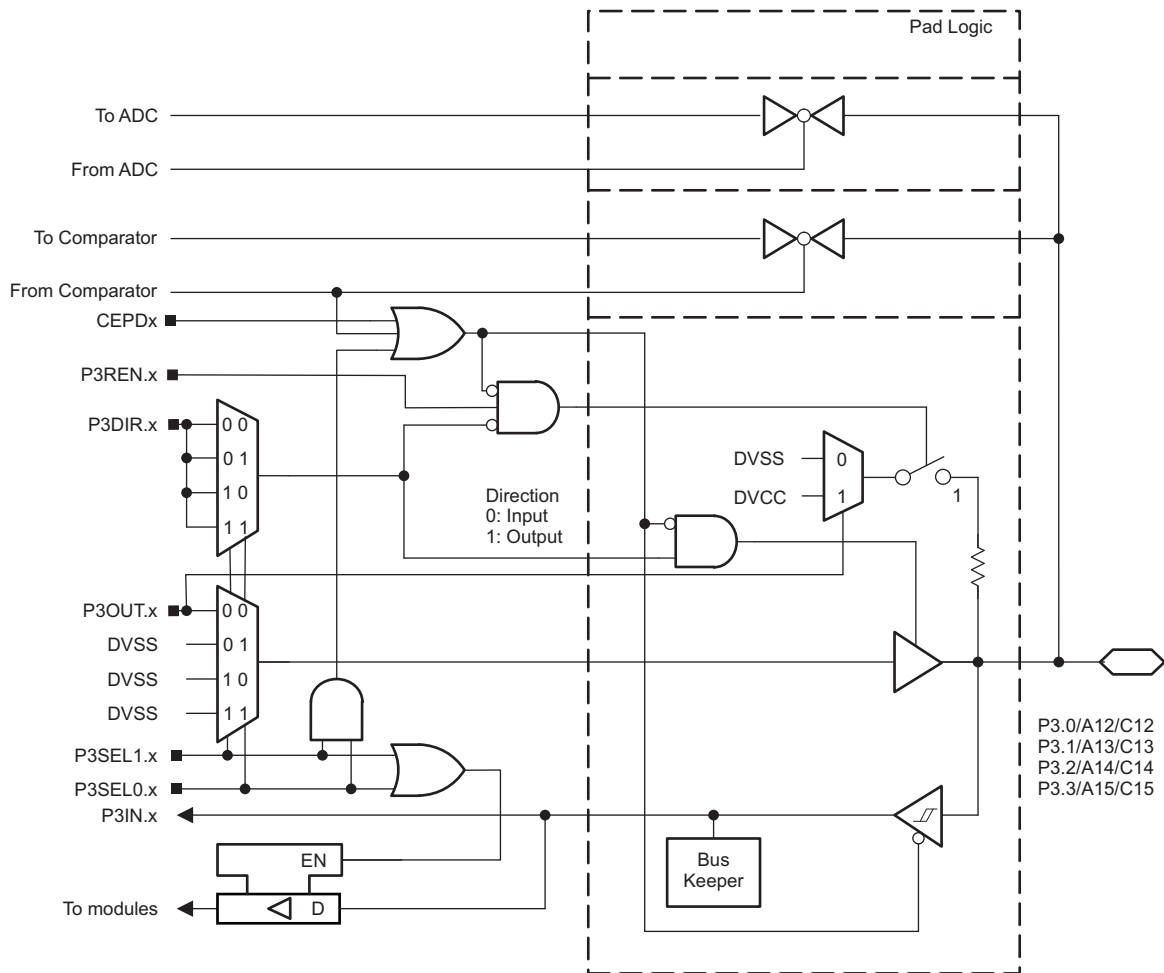 Pad Logic
To ADC
From ADC
To Comparator
From Comparator
CEPDx
P3REN.x
P3DIR.x
0 0
0 1
1 0
1 1
Direction
0: Input
1: Output
DVSS
0
DVCC
1
1
P3OUT.x
0 0
DVSS
0 1
DVSS
1 0
DVSS
1 1
P3SEL1.x
P3SEL0.x
P3IN.x
P3.0/A12/C12
P3.1/A13/C13
P3.2/A14/C14
P3.3/A15/C15
Bus
Keeper
EN
To modules
D